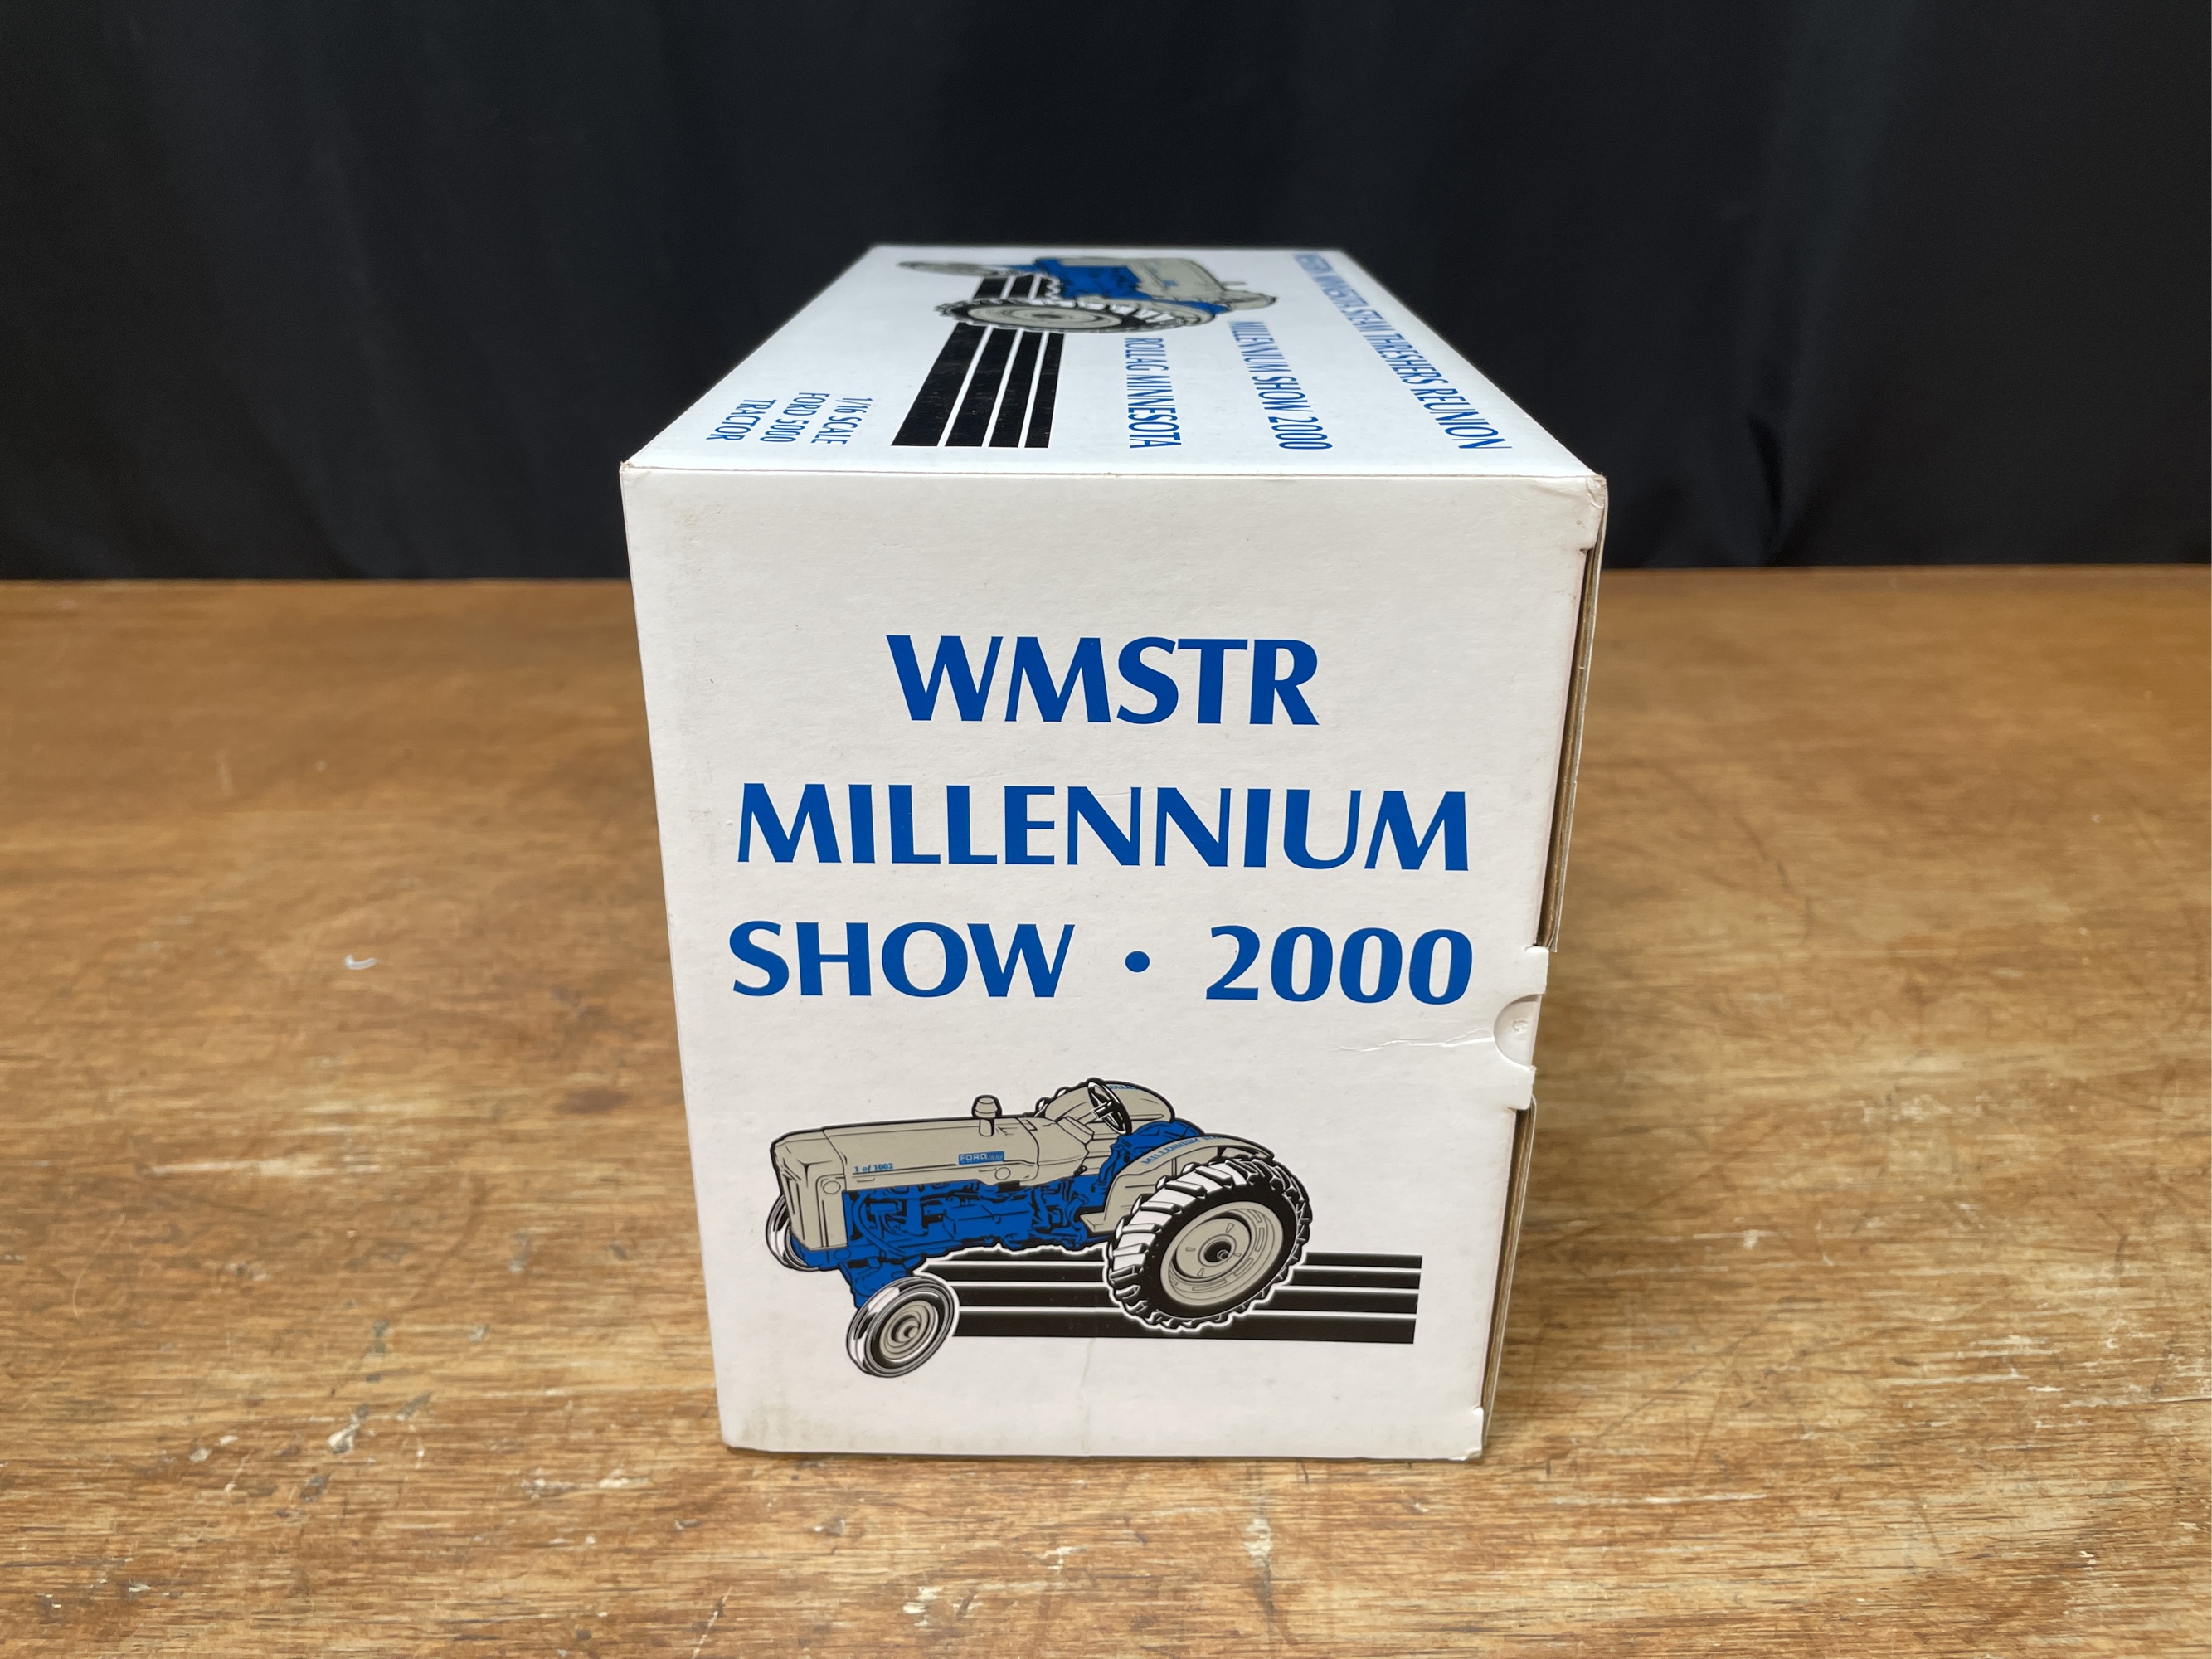 WESTERN MINNESOTA STEAM THRESHERS REUNION
MILLENNIUM SHOW 2000
ROLLAG MINNESOTA
1/16 SCALE
FORD 5000
TRACTOR
WMSTR
MILLENNIUM
SHOW • 2000
1 of 1002
FORD
MILLENNIUM